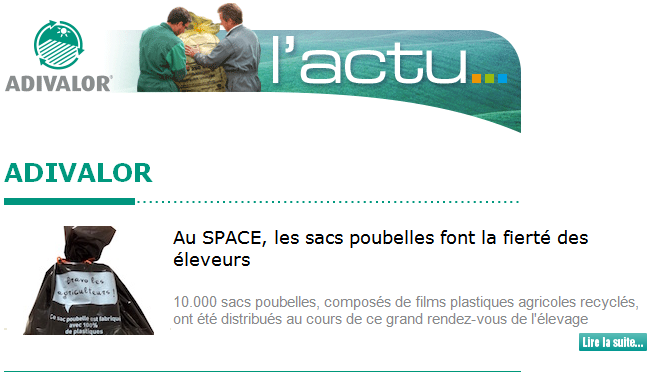 ADIVALOR®
l'actu...
ADIVALOR
Au SPACE, les sacs poubelles font la fierté des
éleveurs
bravo les
agriculteurs !
Ce sac poubelle est fabriqué
avec 100%
de plastiques
10.000 sacs poubelles, composés de films plastiques agricoles recyclés,
ont été distribués au cours de ce grand rendez-vous de l'élevage
Lire la suite...